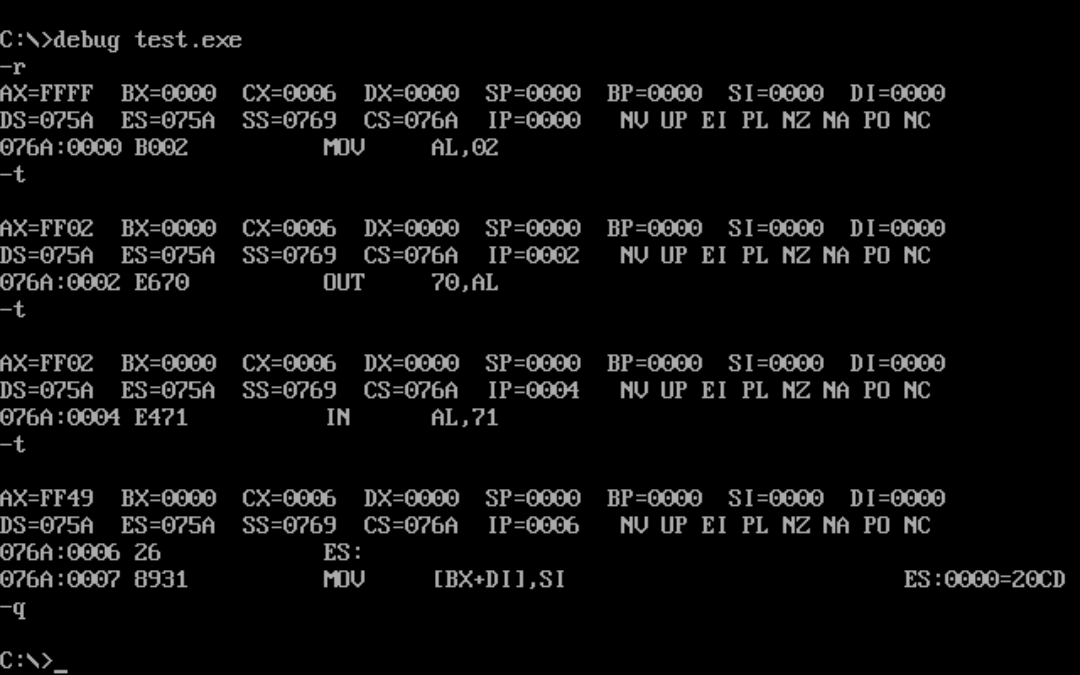 C:\>debug test.exe
-r
AX=FFFF BX=0000 CX=0006 DX=0000 SP=0000 BP=0000 SI=0000 DI=0000
DS=075A ES=075A SS=0769 CS=076A IP=0000 NV UP EI PL NZ NA PO NC
076A:0000 B002 MOV AL,02
-t
AX=FF02 BX=0000 CX=0006 DX=0000 SP=0000 BP=0000 SI=0000 DI=0000
DS=075A ES=075A SS=0769 CS=076A IP=0002 NV UP EI PL NZ NA PO NC
076A:0002 E670 OUT 70,AL
-t
AX=FF02 BX=0000 CX=0006 DX=0000 SP=0000 BP=0000 SI=0000 DI=0000
DS=075A ES=075A SS=0769 CS=076A IP=0004 NV UP EI PL NZ NA PO NC
076A:0004 E471 IN AL,71
-t
AX=FF49 BX=0000 CX=0006 DX=0000 SP=0000 BP=0000 SI=0000 DI=0000
DS=075A ES=075A SS=0769 CS=076A IP=0006 NV UP EI PL NZ NA PO NC
076A:0006 26 ES:
076A:0007 8931 MOV [BX+DI],SI ES:0000=20CD
-q
C:\>_